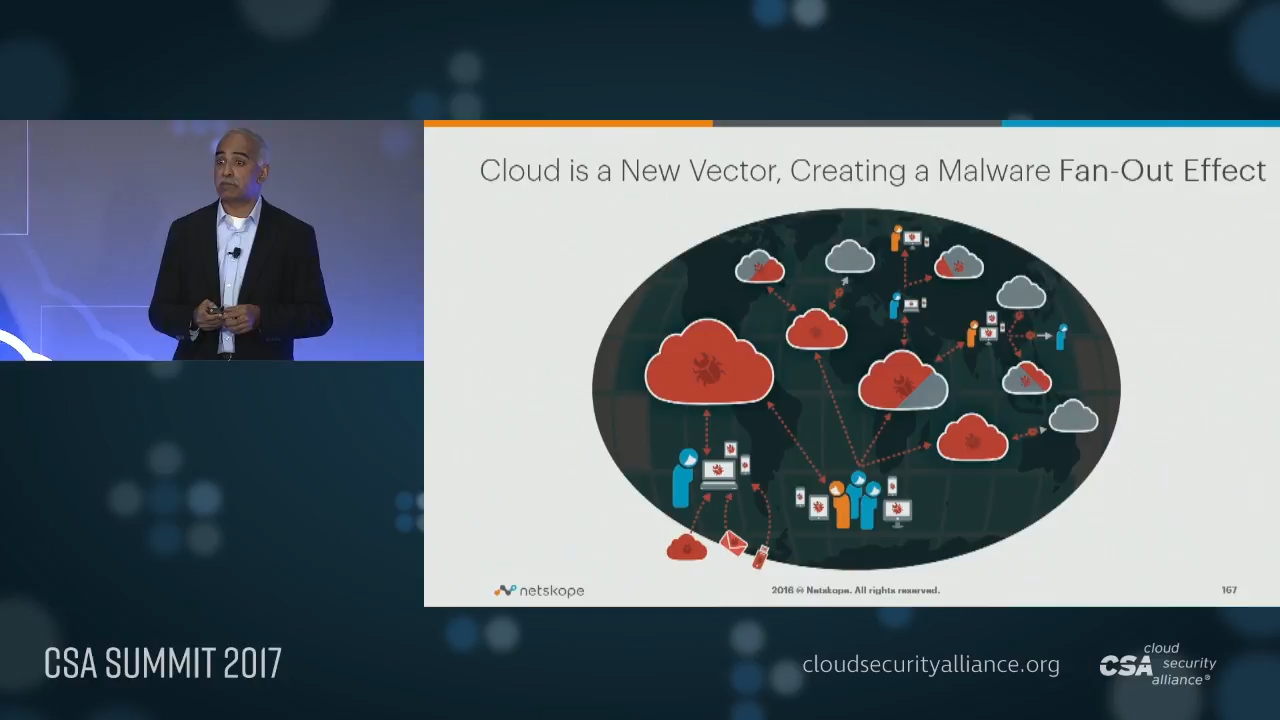 Cloud is a New Vector, Creating a Malware Fan-Out Effect
netskope
2016 © Netskope. All rights reserved.
167
CSA SUMMIT 2017
cloudsecurityalliance.org
CSA cloud security alliance®